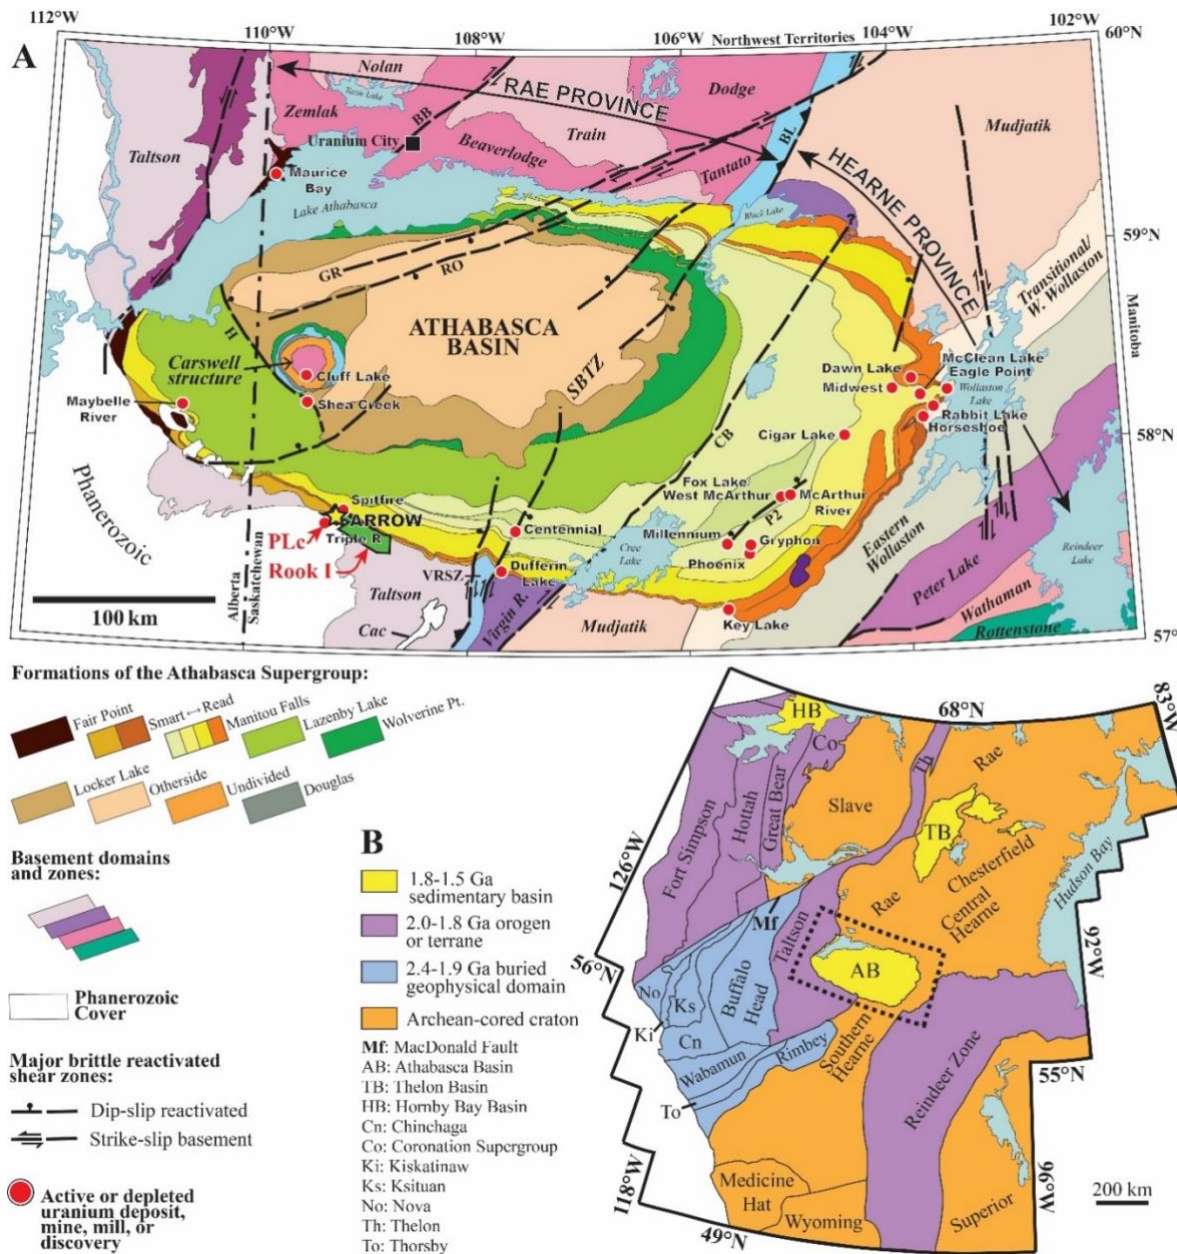 112°W
110°W
108°W
106°W
Northwest Territories
104°W
102°W
60°N
A
Nolan
Tazin Lake
Zemlak
BB
RAE PROVINCE
Dodge
Uranium City
Train
BL
Mudjatik
Taltson
Beaverlodge
Tantato
HEARNE PROVINCE
Maurice
Bay
Lake Athabasca
Black Lake
?
59°N
GR
RO
Transitional/
W. Wollaston
Manitoba
H
ATHABASCA
BASIN
Carswell
structure
SBTZ
Cluff Lake
Shea Creek
Maybelle
River
McClean Lake
Eagle Point
Dawn Lake
Midwest
Wollaston
Lake
Rabbit Lake
Horseshoe
CB
Cigar Lake
58°N
Phanerozoic
Fox Lake/
West McArthur
McArthur
River
P2
Spitfire
ARROW
Triple R
PLc
Rook I
Centennial
Millennium
Gryphon
Phoenix
Cree
Lake
Eastern
Wollaston
Peter Lake
Reindeer
Lake
Alberta
Saskatchewan
100 km
Taltson
VRSZ
Dufferin
Lake
Virgin R.
Cac
Mudjatik
Key Lake
Wathaman
Rottenstone
57°
Formations of the Athabasca Supergroup:
Fair Point
Smart ↔ Read
Manitou Falls
Lazenby Lake
Wolverine Pt.
Locker Lake
Otherside
Undivided
Douglas
Basement domains
and zones:
Phanerozoic
Cover
Major brittle reactivated
shear zones:
Dip-slip reactivated
Strike-slip basement
Active or depleted
uranium deposit,
mine, mill, or
discovery
B
1.8-1.5 Ga
sedimentary basin
2.0-1.8 Ga orogen
or terrane
2.4-1.9 Ga buried
geophysical domain
Archean-cored craton
Mf: MacDonald Fault
AB: Athabasca Basin
TB: Thelon Basin
HB: Hornby Bay Basin
Cn: Chinchaga
Co: Coronation Supergroup
Ki: Kiskatinaw
Ks: Ksituan
No: Nova
Th: Thelon
To: Thorsby
68°N
83°W
HB
Co
Th
Rae
Slave
Great Bear
Hottah
Fort Simpson
126°W
TB
Chesterfield
Central
Hearne
Hudson Bay
Rae
Mf
Taltson
92°W
56°N
AB
No
Ks
Buffalo
Head
Ki
Cn
Wabamun
Rimbey
Southern
Hearne
Reindeer Zone
55°N
To
118°W
Medicine
Hat
Wyoming
Superior
96°W
49°N
200 km